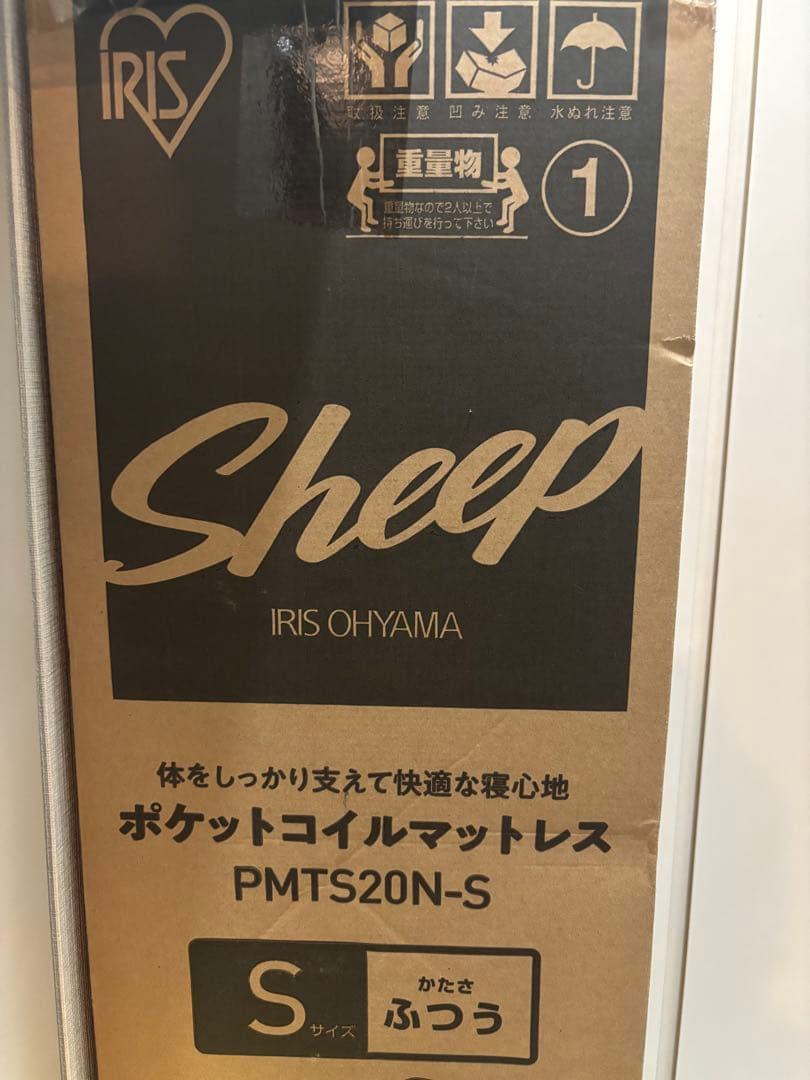 IRIS
取扱注意 凹み注意 水ぬれ注意
重量物
重量物なので2人以上で
持ち運びを行って下さい
1
Sheep
IRIS OHYAMA
体をしっかり支えて快適な寝心地
ポケットコイルマットレス
PMTS20N-S
Sサイズ
かたさ
ふつう